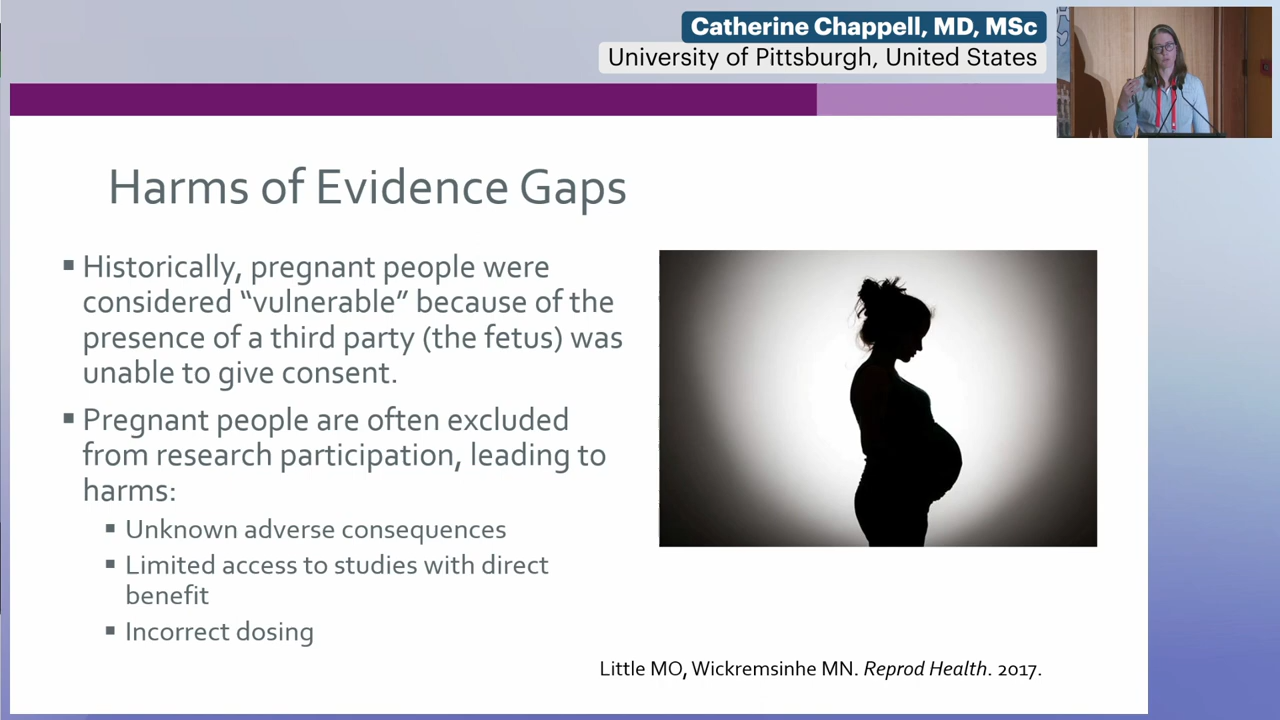 Catherine Chappell, MD, MSc
University of Pittsburgh, United States
Harms of Evidence Gaps
▪ Historically, pregnant people were
considered “vulnerable” because of the
presence of a third party (the fetus) was
unable to give consent.
▪ Pregnant people are often excluded
from research participation, leading to
harms:
▪ Unknown adverse consequences
▪ Limited access to studies with direct
benefit
▪ Incorrect dosing
Little MO, Wickremsinhe MN. Reprod Health. 2017.